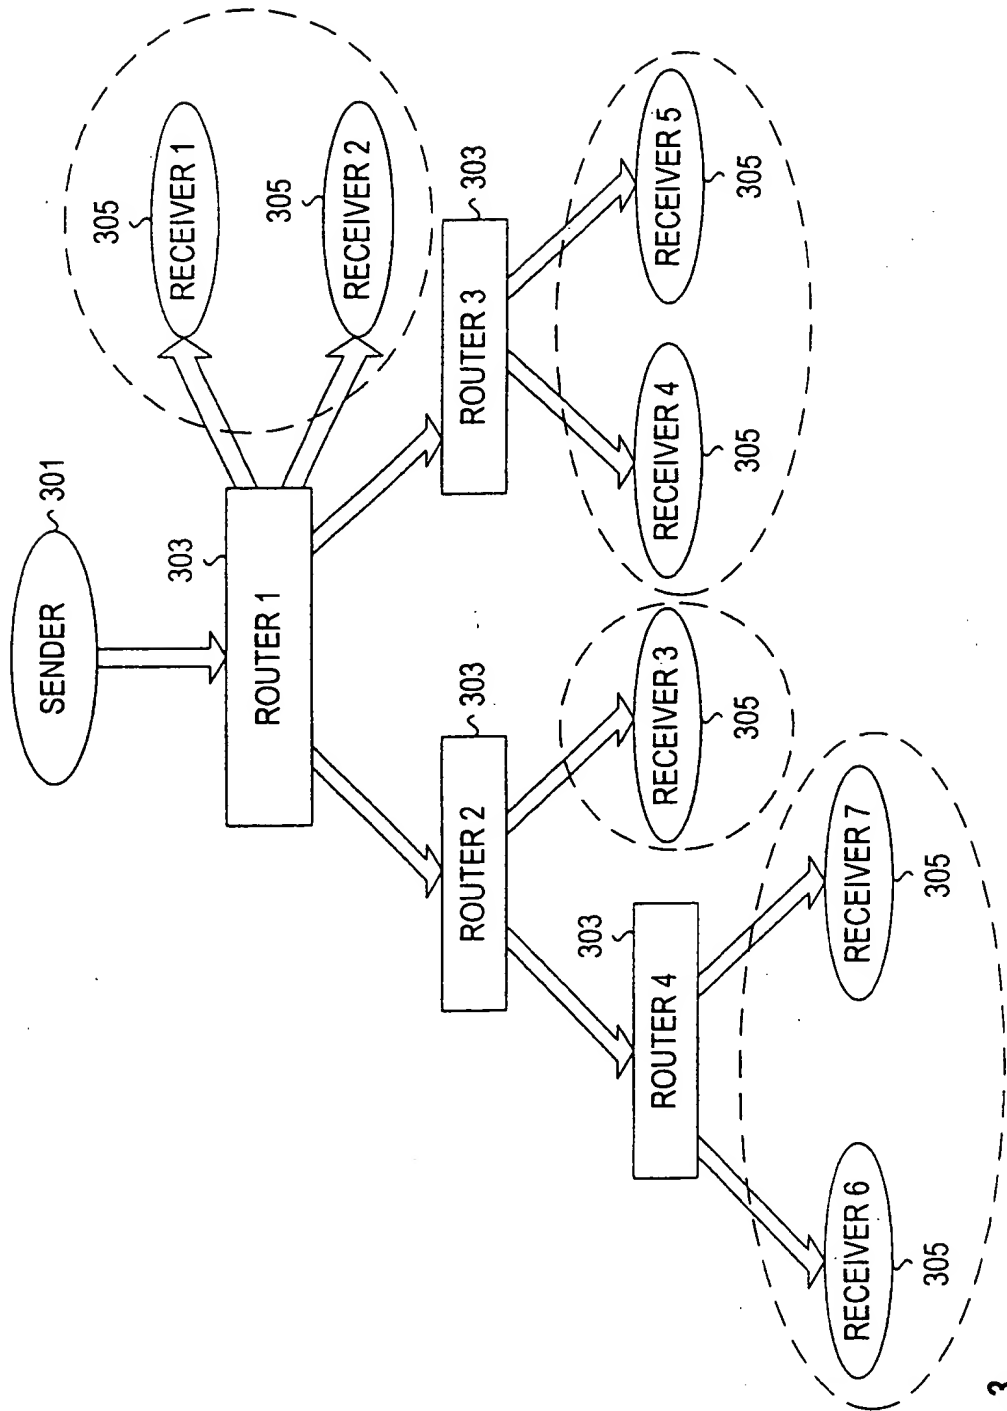 SENDER
301
303
ROUTER 1
305
RECEIVER 1
305
RECEIVER 2
303
ROUTER 2
303
ROUTER 3
RECEIVER 3
305
RECEIVER 4
305
RECEIVER 5
305
303
ROUTER 4
RECEIVER 6
305
RECEIVER 7
305
3